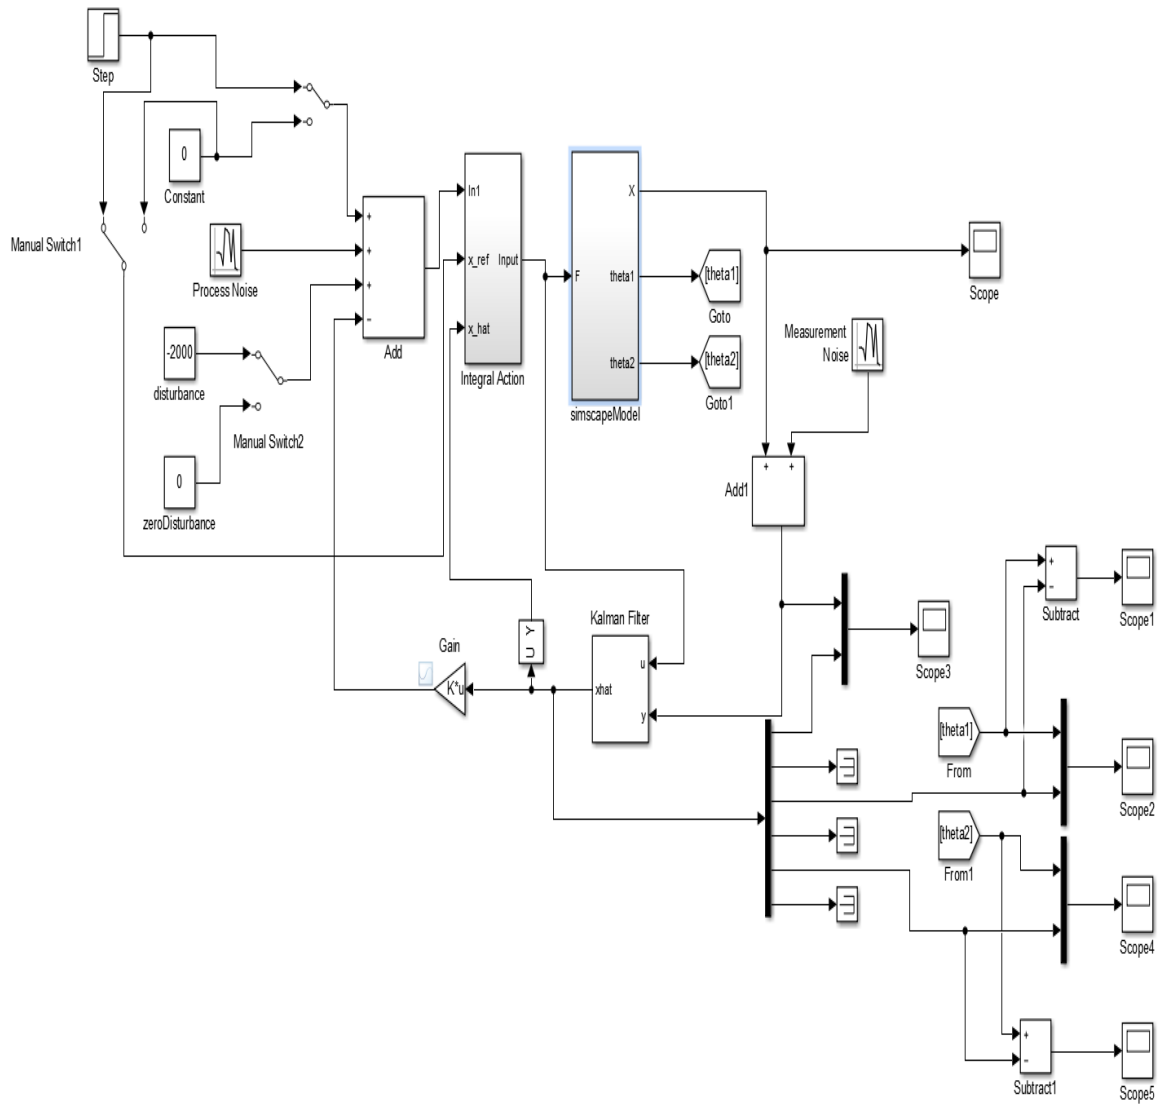 Step
0
Constant
Manual Switch1
Process Noise
-2000
disturbance
Manual Switch2
0
zeroDisturbance
+
+
+
−
Add
In1
x_ref
x_hat
Input
Integral Action
F
X
theta1
theta2
simscapeModel
[theta1]
Goto
[theta2]
Goto1
Scope
Measurement
Noise
+ +
Add1
Gain
K*u
U Y
Kalman Filter
u
xhat
y
Scope3
+
−
Subtract
Scope1
[theta1]
From
Scope2
[theta2]
From1
Scope4
+
−
Subtract1
Scope5